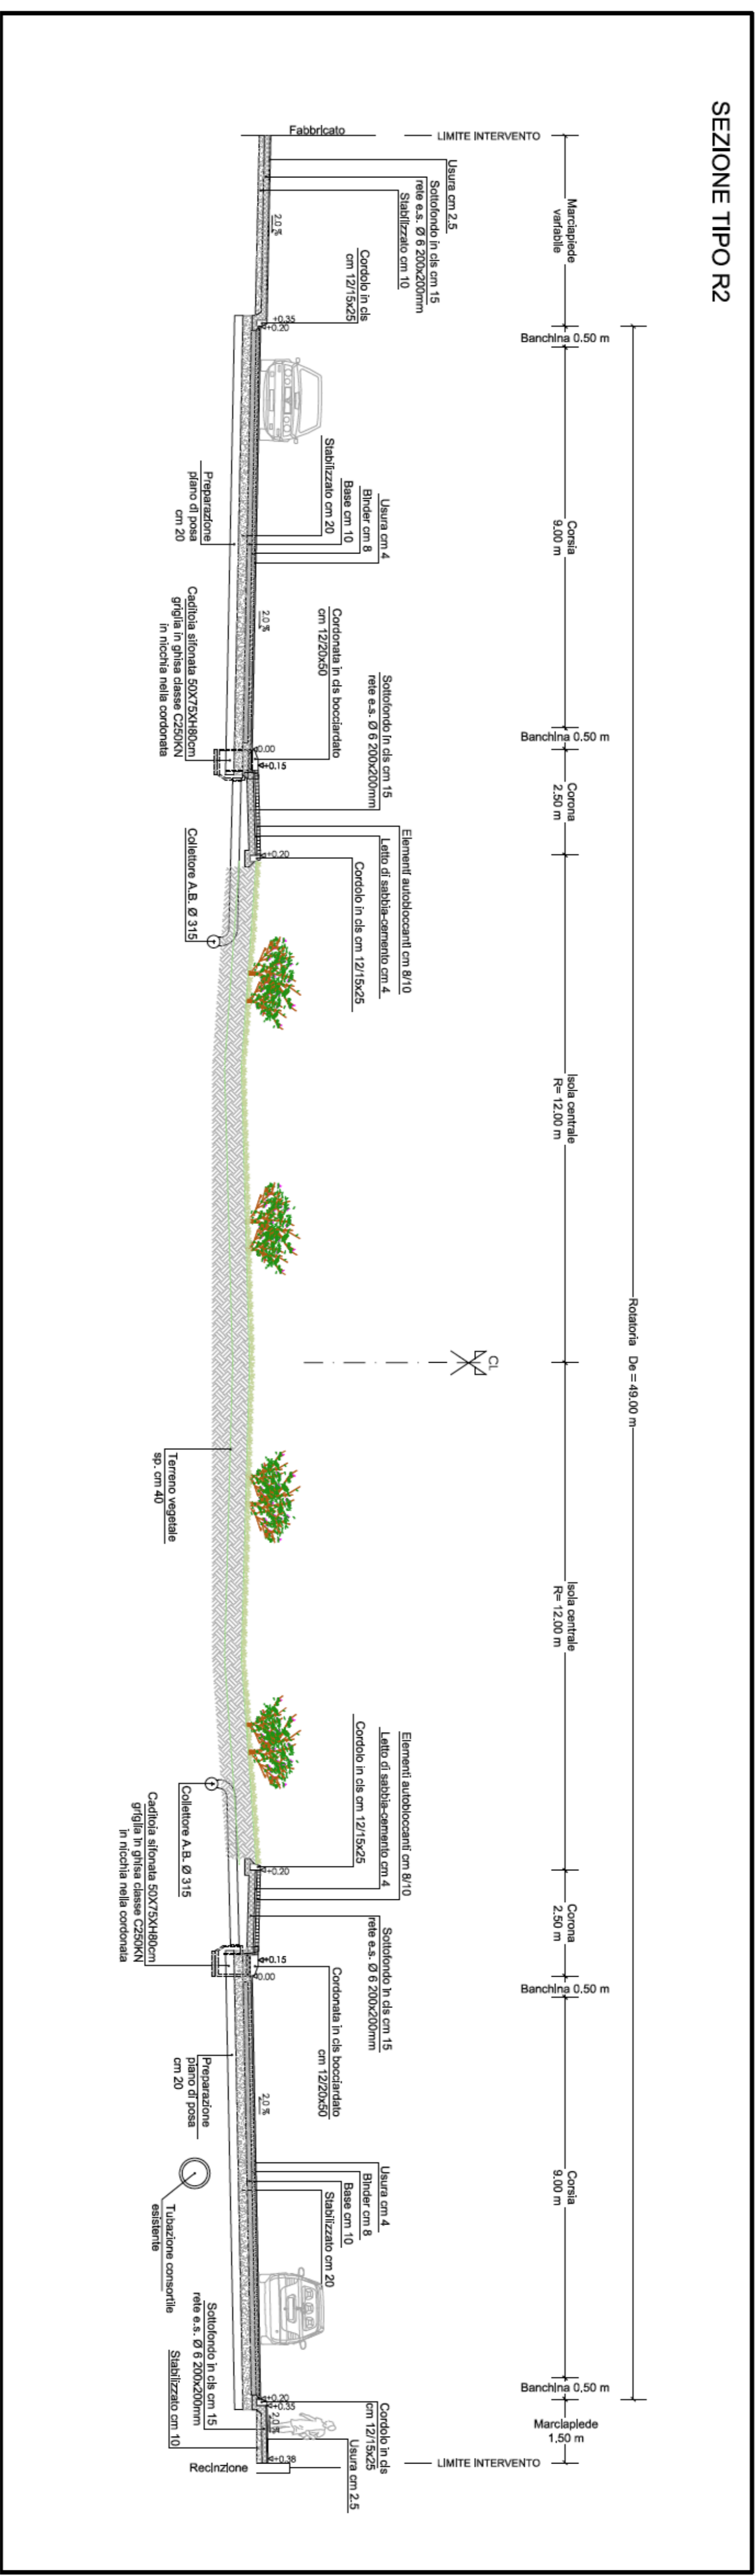 SEZIONE TIPO R2
Rotatoria De = 49.00 m
Marciapiede
variabile
Banchina 0.50 m
Corsia
9.00 m
Banchina 0.50 m
Corona
2.50 m
Isola centrale
R= 12.00 m
Isola centrale
R= 12.00 m
Corona
2.50 m
Banchina 0.50 m
Corsia
9.00 m
Banchina 0.50 m
Marciapiede
1.50 m
LIMITE INTERVENTO
CL
LIMITE INTERVENTO
Fabbricato
Usura cm 2.5
Sottofondo in cls cm 15
rete e.s. Ø 6 200x200mm
Stabilizzato cm 10
2.0 %
Cordolo in cls
cm 12/15x25
+0.35
+0.20
Usura cm 4
Binder cm 8
Base cm 10
Stabilizzato cm 20
Preparazione
piano di posa
cm 20
2.0 %
Cordonata in cls bocciardato
cm 12/20x50
Sottofondo in cls cm 15
rete e.s. Ø 6 200x200mm
0.00
+0.15
Elementi autobloccanti cm 8/10
Letto di sabbia-cemento cm 4
Cordolo in cls cm 12/15x25
+0.20
Caditoia sifonata 50X75XH80cm
griglia in ghisa classe C250KN
in nicchia nella cordonata
Collettore A.B. Ø 315
Terreno vegetale
sp. cm 40
Elementi autobloccanti cm 8/10
Letto di sabbia-cemento cm 4
Cordolo in cls cm 12/15x25
+0.20
Sottofondo in cls cm 15
rete e.s. Ø 6 200x200mm
+0.15
0.00
Cordonata in cls bocciardato
cm 12/20x50
Collettore A.B. Ø 315
Caditoia sifonata 50X75XH80cm
griglia in ghisa classe C250KN
in nicchia nella cordonata
Preparazione
piano di posa
cm 20
2.0 %
Usura cm 4
Binder cm 8
Base cm 10
Stabilizzato cm 20
Tubazione consortile
esistente
Cordolo in cls
cm 12/15x25
+0.20
+0.35
2.0 %
+0.38
Usura cm 2.5
Sottofondo in cls cm 15
rete e.s. Ø 6 200x200mm
Stabilizzato cm 10
Recinzione